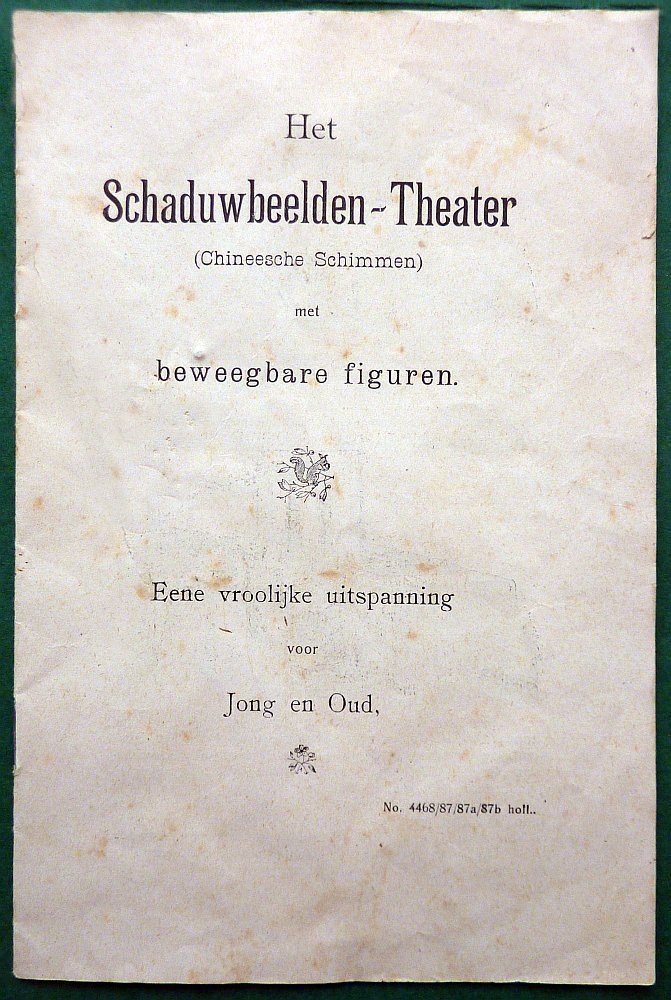 Het
Schaduwbeelden-Theater
(Chineesche Schimmen)
met
beweegbare figuren.
Eene vroolijke uitspanning
voor
Jong en Oud,
No. 4468/87/87a/87b holl..